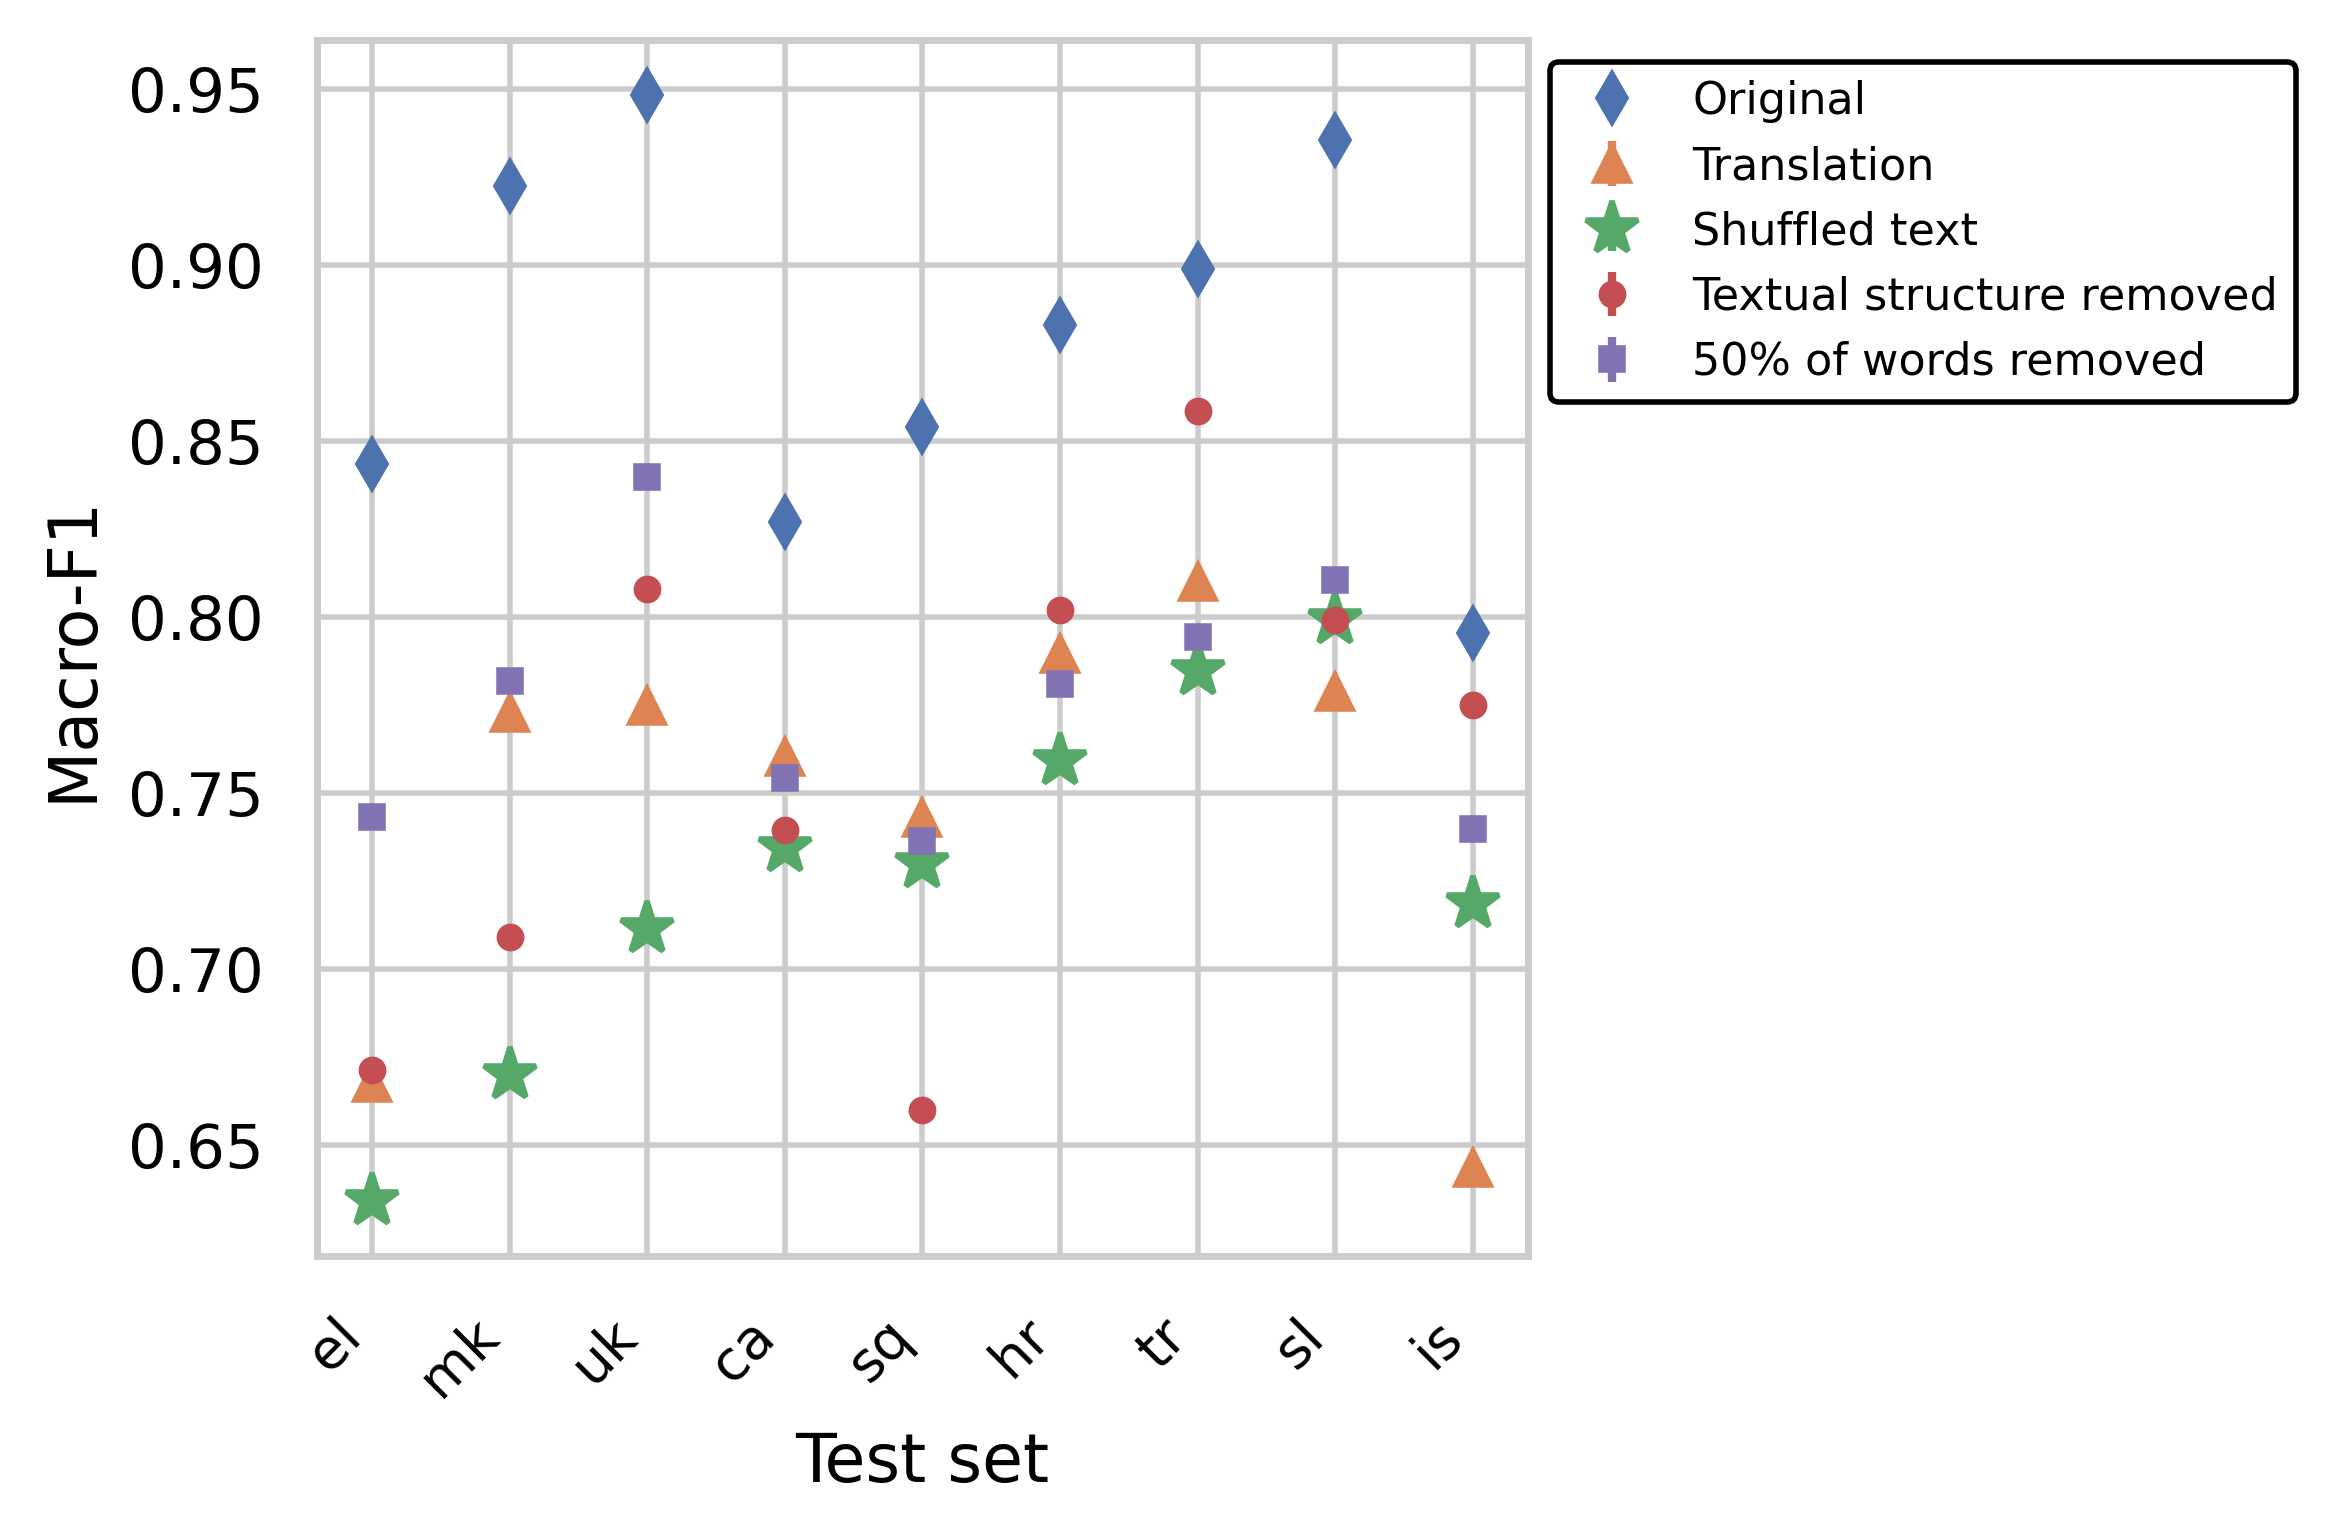 0.95
0.90
0.85
0.80
0.75
0.70
0.65
Macro-F1
el
mk
uk
ca
sq
hr
tr
sl
is
Test set
Original
Translation
Shuffled text
Textual structure removed
50% of words removed